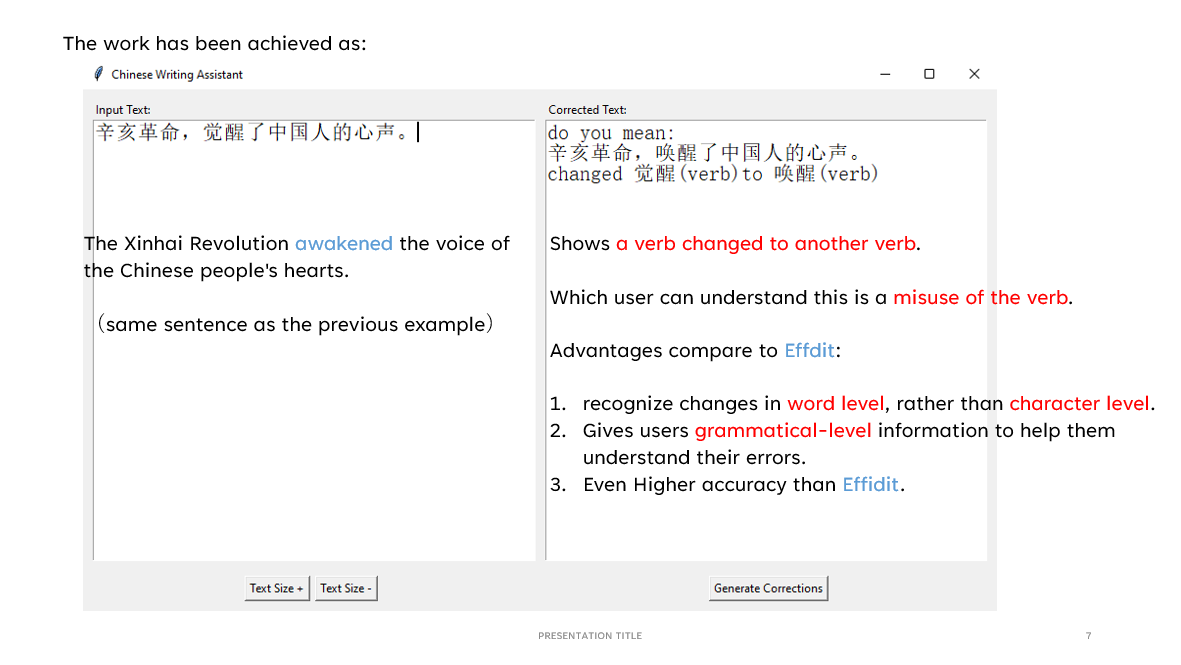 The work has been achieved as:
Chinese Writing Assistant
Input Text:
辛亥革命，觉醒了中国人的心声。
The Xinhai Revolution awakened the voice of
the Chinese people's hearts.
（same sentence as the previous example）
Text Size +
Text Size -
Corrected Text:
do you mean:
辛亥革命，唤醒了中国人的心声。
changed 觉醒(verb)to 唤醒(verb)
Shows a verb changed to another verb.
Which user can understand this is a misuse of the verb.
Advantages compare to Effdit:
1. recognize changes in word level, rather than character level.
2. Gives users grammatical-level information to help them
understand their errors.
3. Even Higher accuracy than Effidit.
Generate Corrections
PRESENTATION TITLE
7